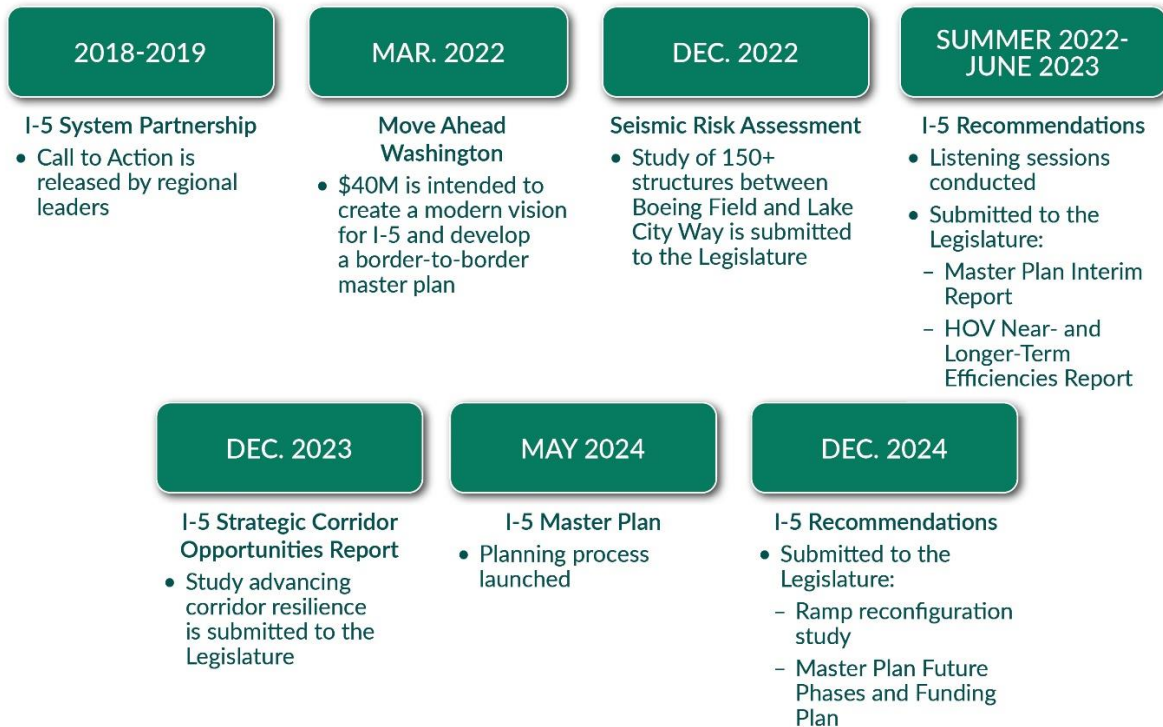 2018-2019
I-5 System Partnership
• Call to Action is
released by regional
leaders
MAR. 2022
Move Ahead
Washington
• $40M is intended to
create a modern vision
for I-5 and develop
a border-to-border
master plan
DEC. 2022
Seismic Risk Assessment
• Study of 150+
structures between
Boeing Field and Lake
City Way is submitted
to the Legislature
SUMMER 2022-
JUNE 2023
I-5 Recommendations
• Listening sessions
conducted
• Submitted to the
Legislature:
– Master Plan Interim
Report
– HOV Near- and
Longer-Term
Efficiencies Report
DEC. 2023
I-5 Strategic Corridor
Opportunities Report
• Study advancing
corridor resilience
is submitted to the
Legislature
MAY 2024
I-5 Master Plan
• Planning process
launched
DEC. 2024
I-5 Recommendations
• Submitted to the
Legislature:
– Ramp reconfiguration
study
– Master Plan Future
Phases and Funding
Plan